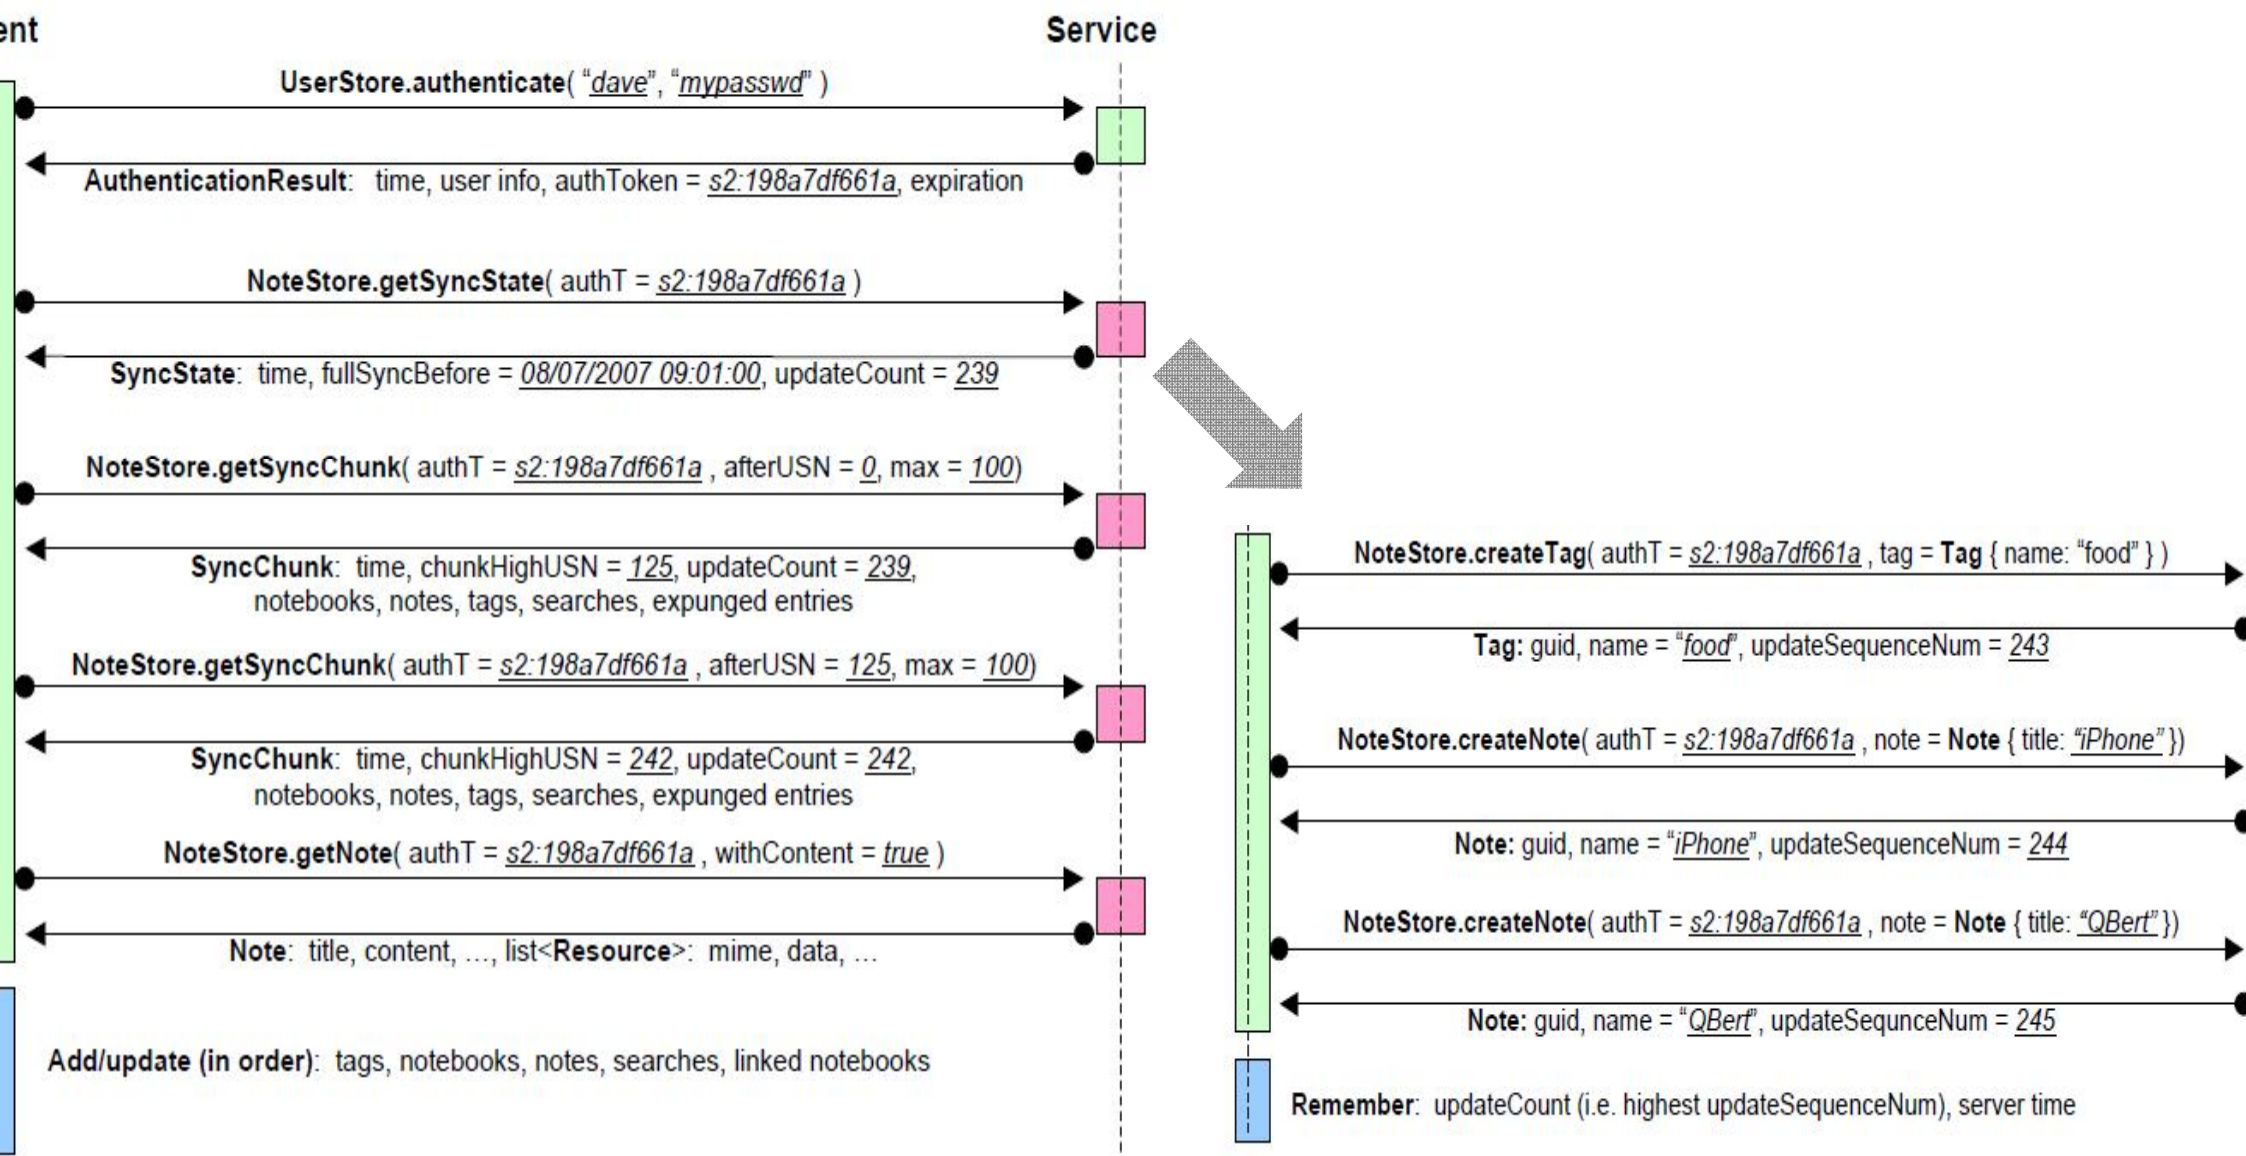 ent
Service
UserStore.authenticate( “dave”, “mypasswd” )
AuthenticationResult: time, user info, authToken = s2:198a7df661a, expiration
NoteStore.getSyncState( authT = s2:198a7df661a )
SyncState: time, fullSyncBefore = 08/07/2007 09:01:00, updateCount = 239
NoteStore.getSyncChunk( authT = s2:198a7df661a , afterUSN = 0, max = 100)
SyncChunk: time, chunkHighUSN = 125, updateCount = 239,
notebooks, notes, tags, searches, expunged entries
NoteStore.getSyncChunk( authT = s2:198a7df661a , afterUSN = 125, max = 100)
SyncChunk: time, chunkHighUSN = 242, updateCount = 242,
notebooks, notes, tags, searches, expunged entries
NoteStore.getNote( authT = s2:198a7df661a , withContent = true )
Note: title, content, …, list<Resource>: mime, data, …
Add/update (in order): tags, notebooks, notes, searches, linked notebooks
NoteStore.createTag( authT = s2:198a7df661a , tag = Tag { name: “food” } )
Tag: guid, name = “food”, updateSequenceNum = 243
NoteStore.createNote( authT = s2:198a7df661a , note = Note { title: “iPhone” })
Note: guid, name = “iPhone”, updateSequenceNum = 244
NoteStore.createNote( authT = s2:198a7df661a , note = Note { title: “QBert” })
Note: guid, name = “QBert”, updateSequnceNum = 245
Remember: updateCount (i.e. highest updateSequenceNum), server time